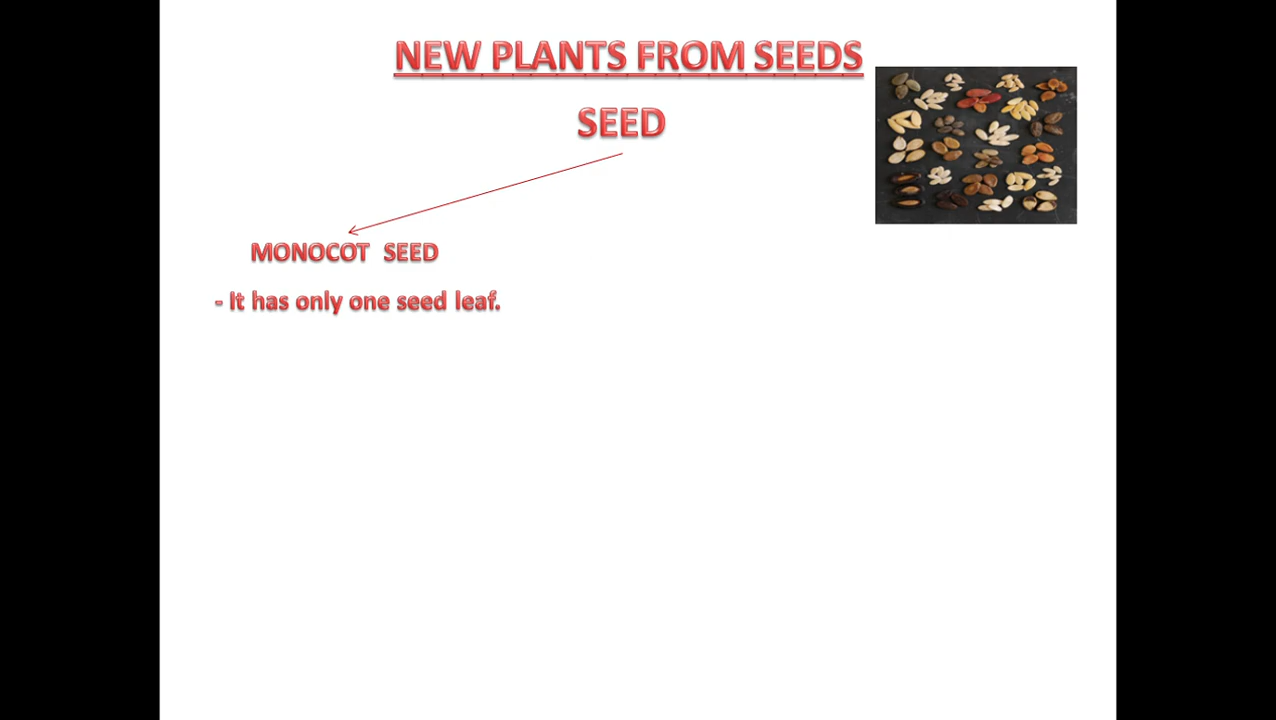 NEW PLANTS FROM SEEDS
SEED
MONOCOT SEED
- It has only one seed leaf.